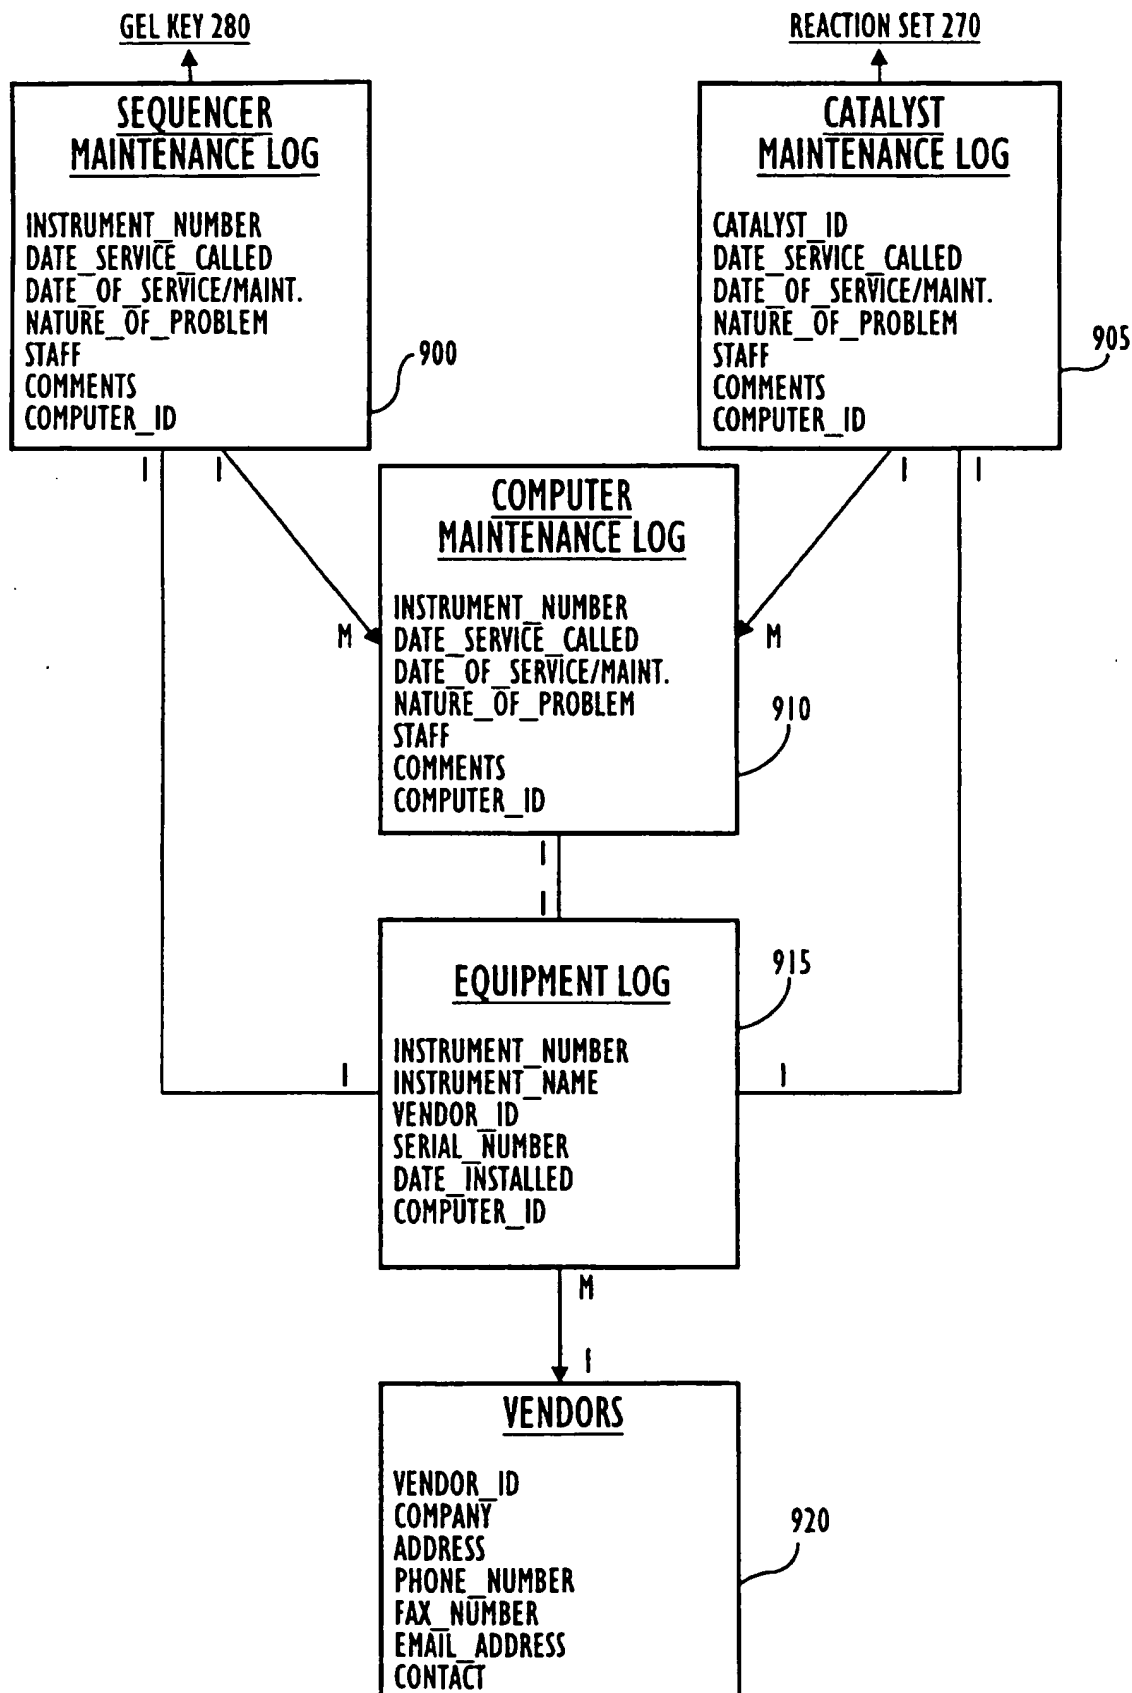 GEL KEY 280
REACTION SET 270
SEQUENCER
MAINTENANCE LOG
INSTRUMENT_NUMBER
DATE_SERVICE_CALLED
DATE_OF_SERVICE/MAINT.
NATURE_OF_PROBLEM
STAFF
COMMENTS
COMPUTER_ID
900
CATALYST
MAINTENANCE LOG
CATALYST_ID
DATE_SERVICE_CALLED
DATE_OF_SERVICE/MAINT.
NATURE_OF_PROBLEM
STAFF
COMMENTS
COMPUTER_ID
905
1 1
1 1
COMPUTER
MAINTENANCE LOG
INSTRUMENT_NUMBER
M DATE_SERVICE_CALLED M
DATE_OF_SERVICE/MAINT.
NATURE_OF_PROBLEM
STAFF
COMMENTS
COMPUTER_ID
910
1
1
EQUIPMENT LOG
915
INSTRUMENT_NUMBER
1 INSTRUMENT_NAME 1
VENDOR_ID
SERIAL_NUMBER
DATE_INSTALLED
COMPUTER_ID
M
1
VENDORS
VENDOR_ID
COMPANY
ADDRESS
PHONE_NUMBER
FAX_NUMBER
EMAIL_ADDRESS
CONTACT
920